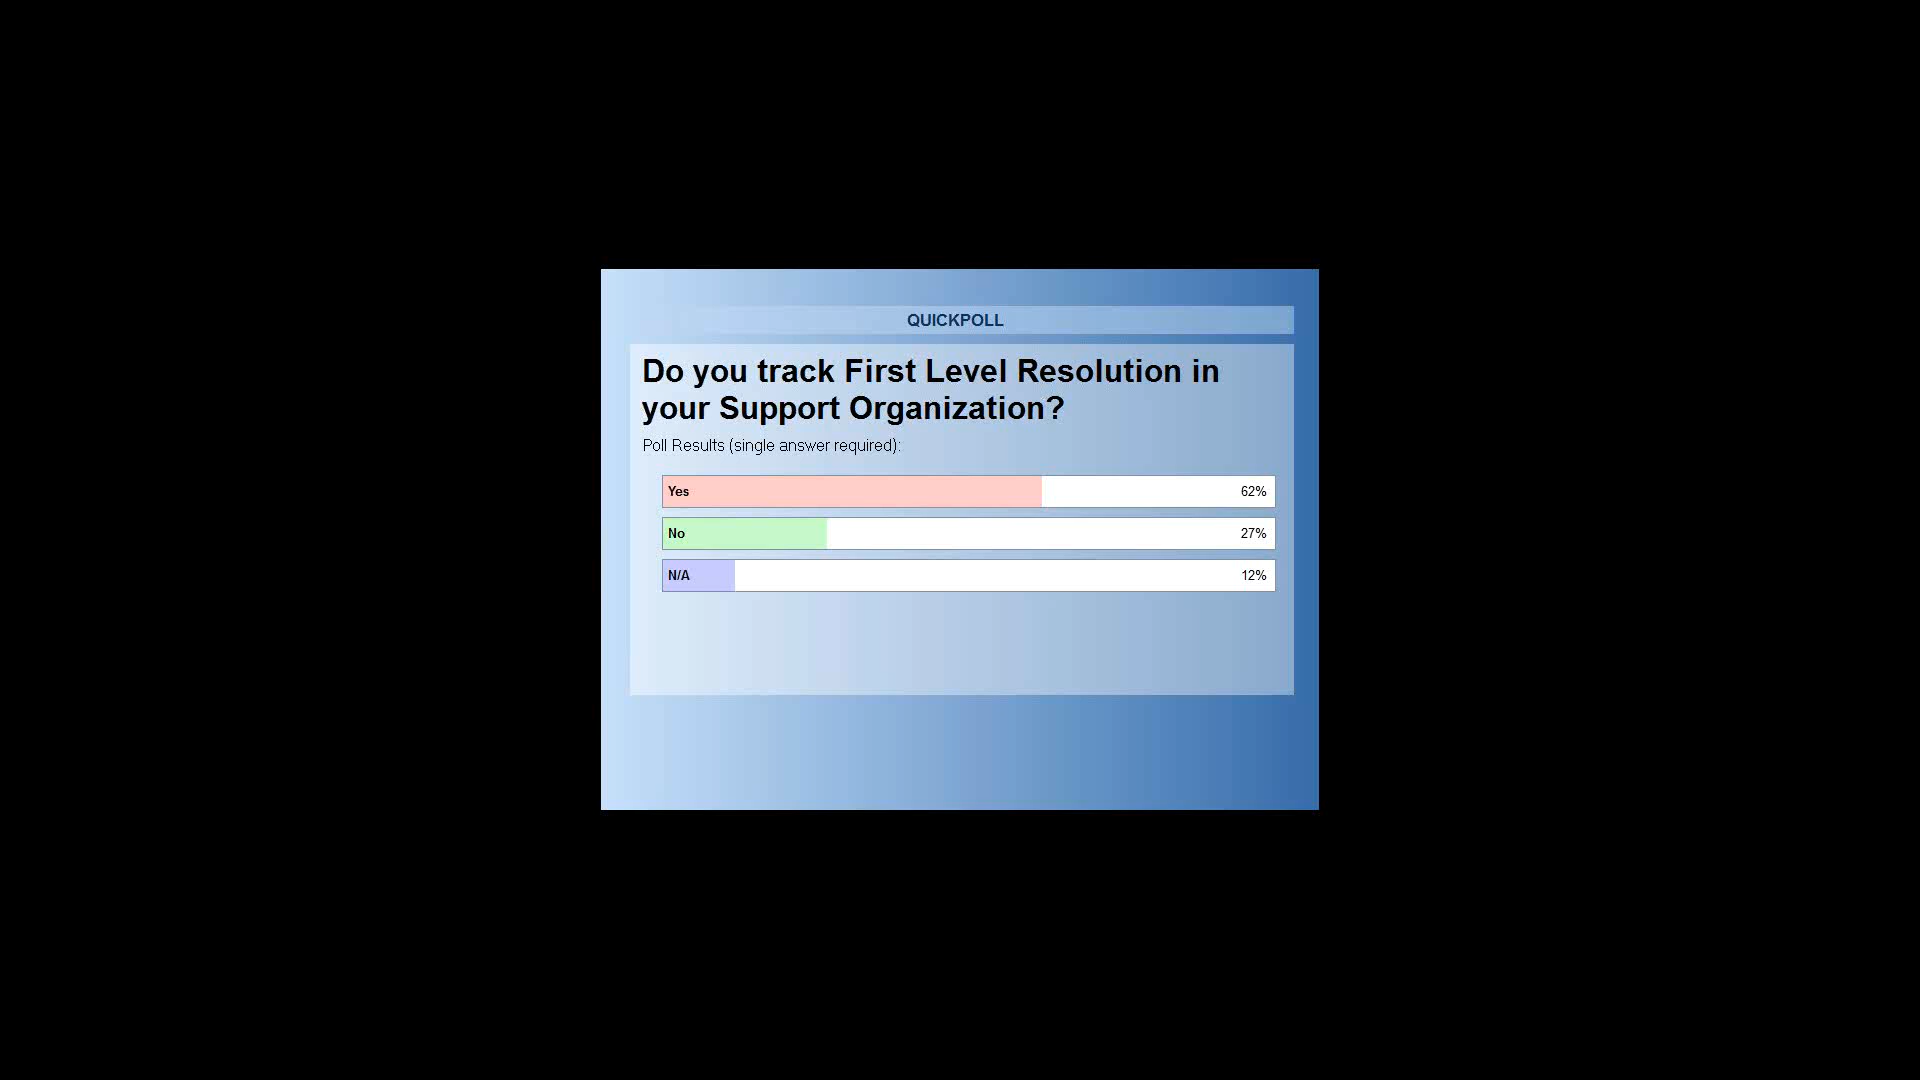 QUICKPOLL
Do you track First Level Resolution in
your Support Organization?
Poll Results (single answer required):
Yes 62%
No 27%
N/A 12%